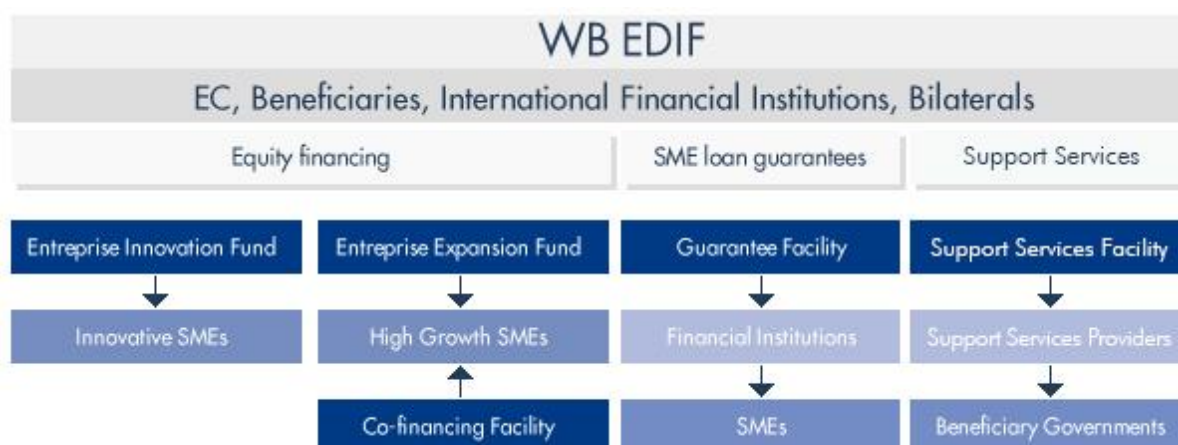 WB EDIF
EC, Beneficiaries, International Financial Institutions, Bilaterals
Equity financing
SME loan guarantees
Support Services
Entreprise Innovation Fund
Entreprise Expansion Fund
Guarantee Facility
Support Services Facility
Innovative SMEs
High Growth SMEs
Financial Institutions
Support Services Providers
Co-financing Facility
SMEs
Beneficiary Governments